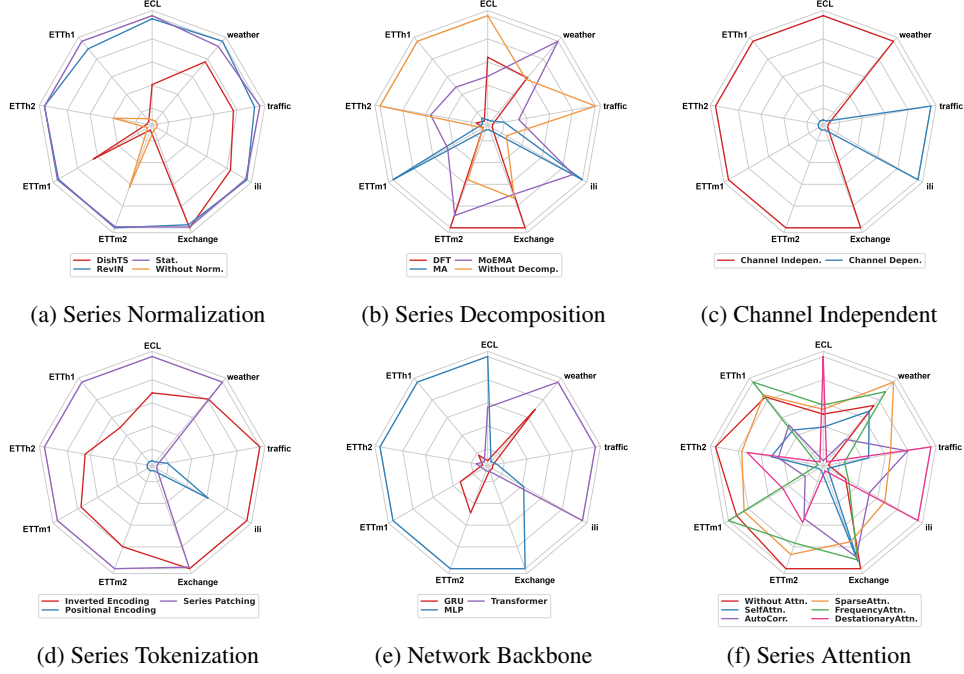 ECL
weather
traffic
ili
Exchange
ETTm2
ETTm1
ETTh2
ETTh1
DishTS
RevIN
Stat.
Without Norm.
(a) Series Normalization
ECL
weather
traffic
ili
Exchange
ETTm2
ETTm1
ETTh2
ETTh1
DFT
MA
MoEMA
Without Decomp.
(b) Series Decomposition
ECL
weather
traffic
ili
Exchange
ETTm2
ETTm1
ETTh2
ETTh1
Channel Indepen.
Channel Depen.
(c) Channel Independent
ECL
weather
traffic
ili
Exchange
ETTm2
ETTm1
ETTh2
ETTh1
Inverted Encoding
Positional Encoding
Series Patching
(d) Series Tokenization
ECL
weather
traffic
ili
Exchange
ETTm2
ETTm1
ETTh2
ETTh1
GRU
MLP
Transformer
(e) Network Backbone
ECL
weather
traffic
ili
Exchange
ETTm2
ETTm1
ETTh2
ETTh1
Without Attn.
SelfAttn.
AutoCorr.
SparseAttn.
FrequencyAttn.
DestationaryAttn.
(f) Series Attention